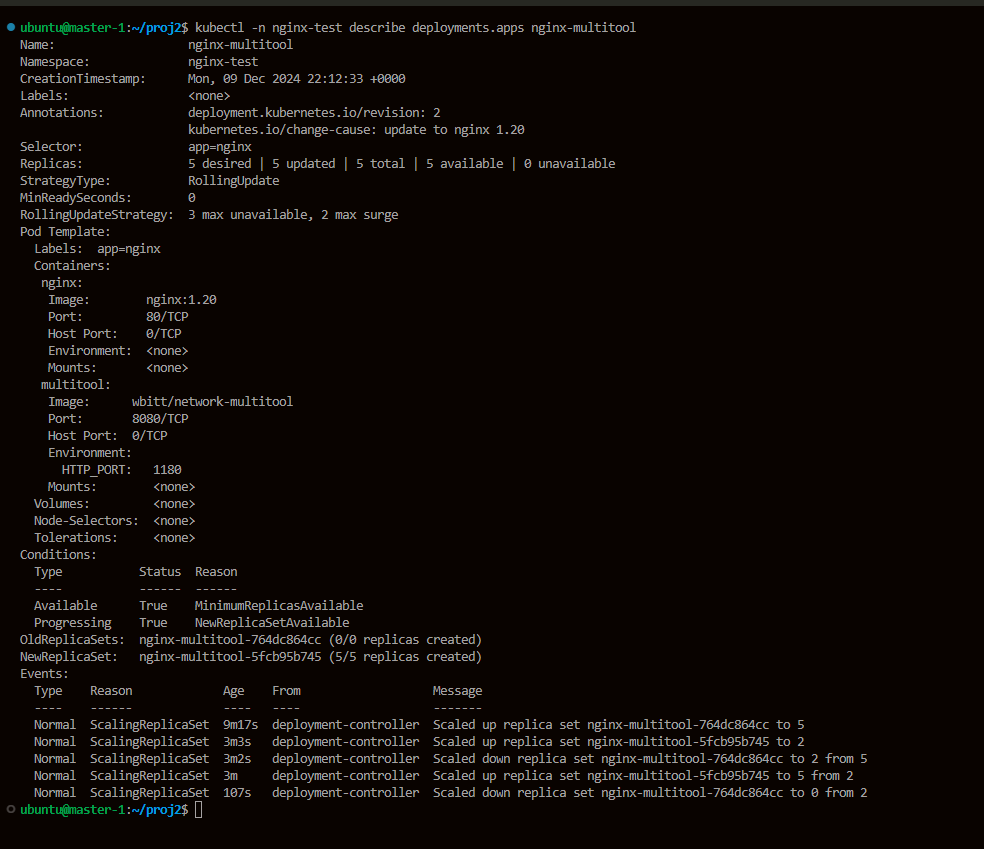 ubuntu@master-1:~/proj2$ kubectl -n nginx-test describe deployments.apps nginx-multitool
Name:                   nginx-multitool
Namespace:              nginx-test
CreationTimestamp:      Mon, 09 Dec 2024 22:12:33 +0000
Labels:                 <none>
Annotations:            deployment.kubernetes.io/revision: 2
                        kubernetes.io/change-cause: update to nginx 1.20
Selector:               app=nginx
Replicas:               5 desired | 5 updated | 5 total | 5 available | 0 unavailable
StrategyType:           RollingUpdate
MinReadySeconds:        0
RollingUpdateStrategy:  3 max unavailable, 2 max surge
Pod Template:
  Labels:  app=nginx
  Containers:
   nginx:
    Image:        nginx:1.20
    Port:         80/TCP
    Host Port:    0/TCP
    Environment:  <none>
    Mounts:       <none>
   multitool:
    Image:      wbitt/network-multitool
    Port:       8080/TCP
    Host Port:  0/TCP
    Environment:
      HTTP_PORT:   1180
    Mounts:        <none>
  Volumes:         <none>
  Node-Selectors:  <none>
  Tolerations:     <none>
Conditions:
  Type           Status  Reason
  ----           ------  ------
  Available      True    MinimumReplicasAvailable
  Progressing    True    NewReplicaSetAvailable
OldReplicaSets:  nginx-multitool-764dc864cc (0/0 replicas created)
NewReplicaSet:   nginx-multitool-5fcb95b745 (5/5 replicas created)
Events:
  Type    Reason             Age    From                   Message
  ----    ------             ----   ----                   -------
  Normal  ScalingReplicaSet  9m17s  deployment-controller  Scaled up replica set nginx-multitool-764dc864cc to 5
  Normal  ScalingReplicaSet  3m3s   deployment-controller  Scaled up replica set nginx-multitool-5fcb95b745 to 2
  Normal  ScalingReplicaSet  3m2s   deployment-controller  Scaled down replica set nginx-multitool-764dc864cc to 2 from 5
  Normal  ScalingReplicaSet  3m     deployment-controller  Scaled up replica set nginx-multitool-5fcb95b745 to 5 from 2
  Normal  ScalingReplicaSet  107s   deployment-controller  Scaled down replica set nginx-multitool-764dc864cc to 0 from 2
ubuntu@master-1:~/proj2$